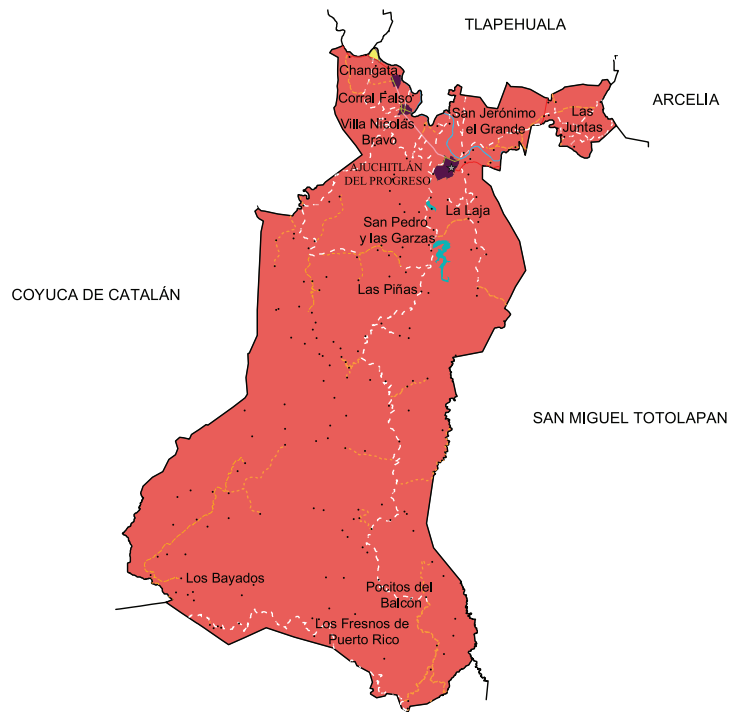 TLAPEHUALA
Changata
ARCELIA
Corral Falso
San Jerónimo
el Grande
Las
Juntas
Villa Nicolás
Bravo
AJUCHITLÁN
DEL PROGRESO
La Laja
San Pedro
y las Garzas
COYUCA DE CATALÁN
Las Piñas
SAN MIGUEL TOTOLAPAN
Los Bayados
Pocitos del
Balcón
Los Fresnos de
Puerto Rico